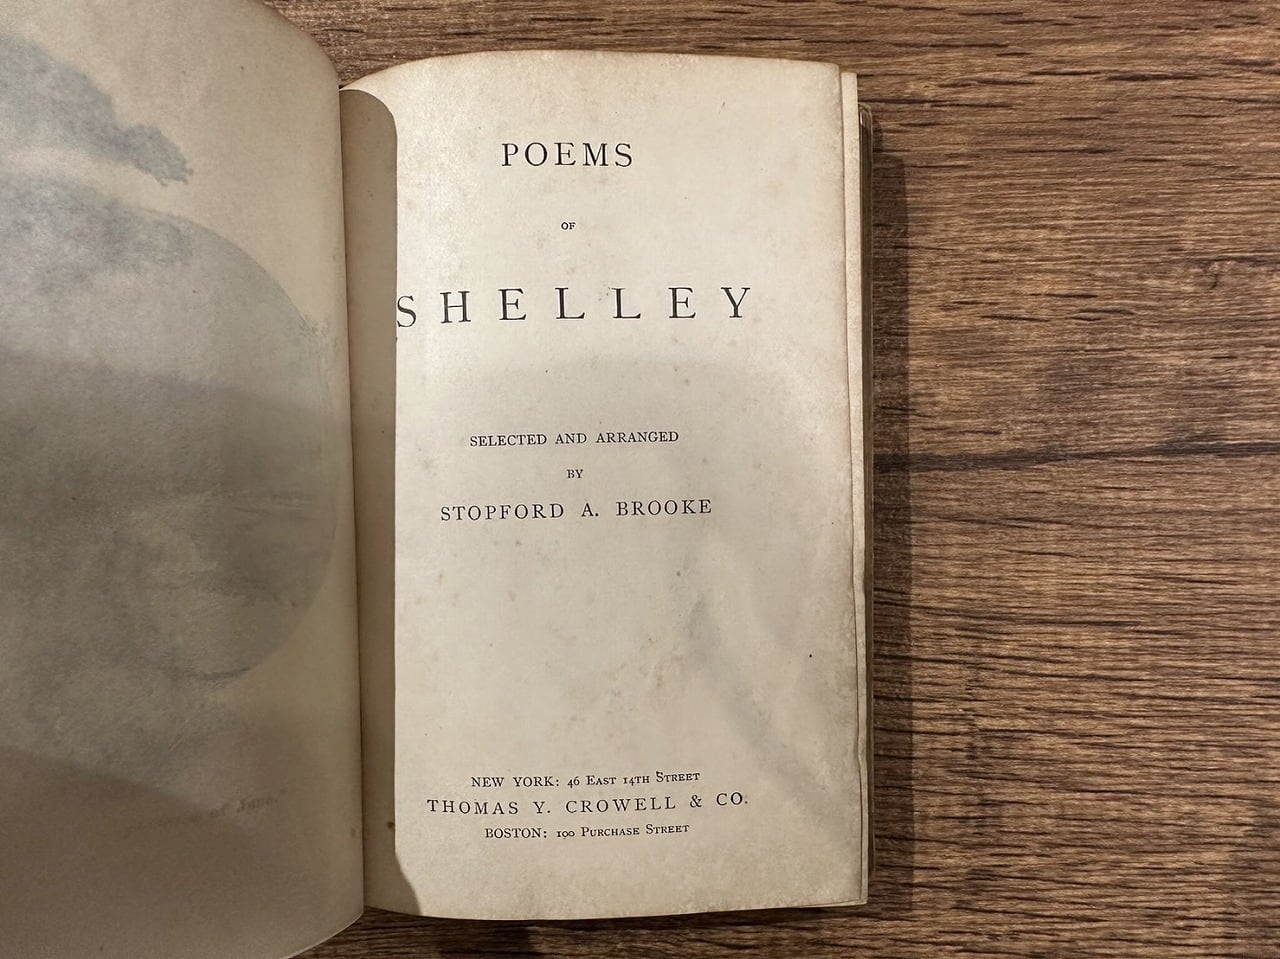 POEMS
OF
SHELLEY
SELECTED AND ARRANGED
BY
STOPFORD A. BROOKE
NEW YORK: 46 East 14th Street
THOMAS Y. CROWELL & CO.
BOSTON: 100 Purchase Street